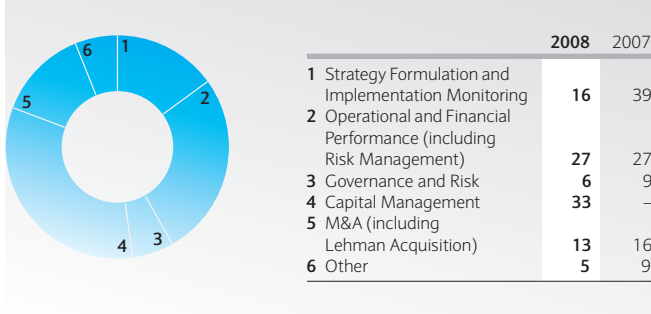 1
2
3
4
5
6
2008 2007
1 Strategy Formulation and
Implementation Monitoring 16 39
2 Operational and Financial
Performance (including
Risk Management) 27 27
3 Governance and Risk 6 9
4 Capital Management 33 –
5 M&A (including
Lehman Acquisition) 13 16
6 Other 5 9